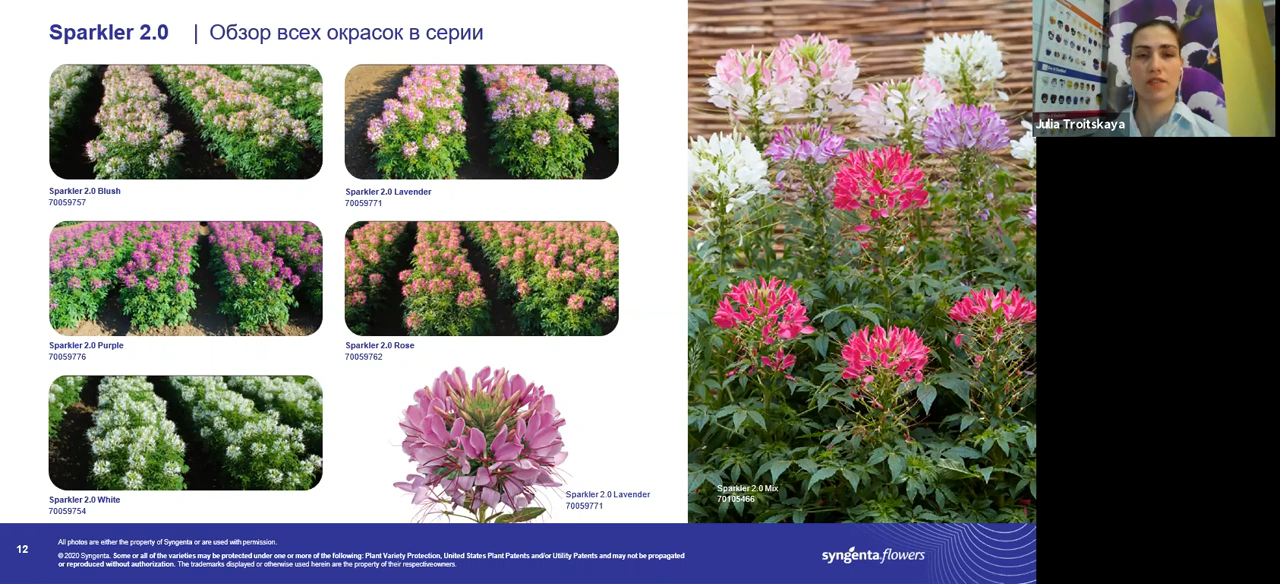 Sparkler 2.0 | Обзор всех окрасок в серии
Sparkler 2.0 Blush
70059757
Sparkler 2.0 Lavender
70059771
Sparkler 2.0 Purple
70059776
Sparkler 2.0 Rose
70059762
Sparkler 2.0 White
70059754
Sparkler 2.0 Lavender
70059771
Sparkler 2.0 Mix
70105466
Julia Troitskaya
12
All photos are either the property of Syngenta or are used with permission.
© 2020 Syngenta. Some or all of the varieties may be protected under one or more of the following: Plant Variety Protection, United States Plant Patents and/or Utility Patents and may not be propagated
or reproduced without authorization. The trademarks displayed or otherwise used herein are the property of their respectiveowners.
syngenta.flowers